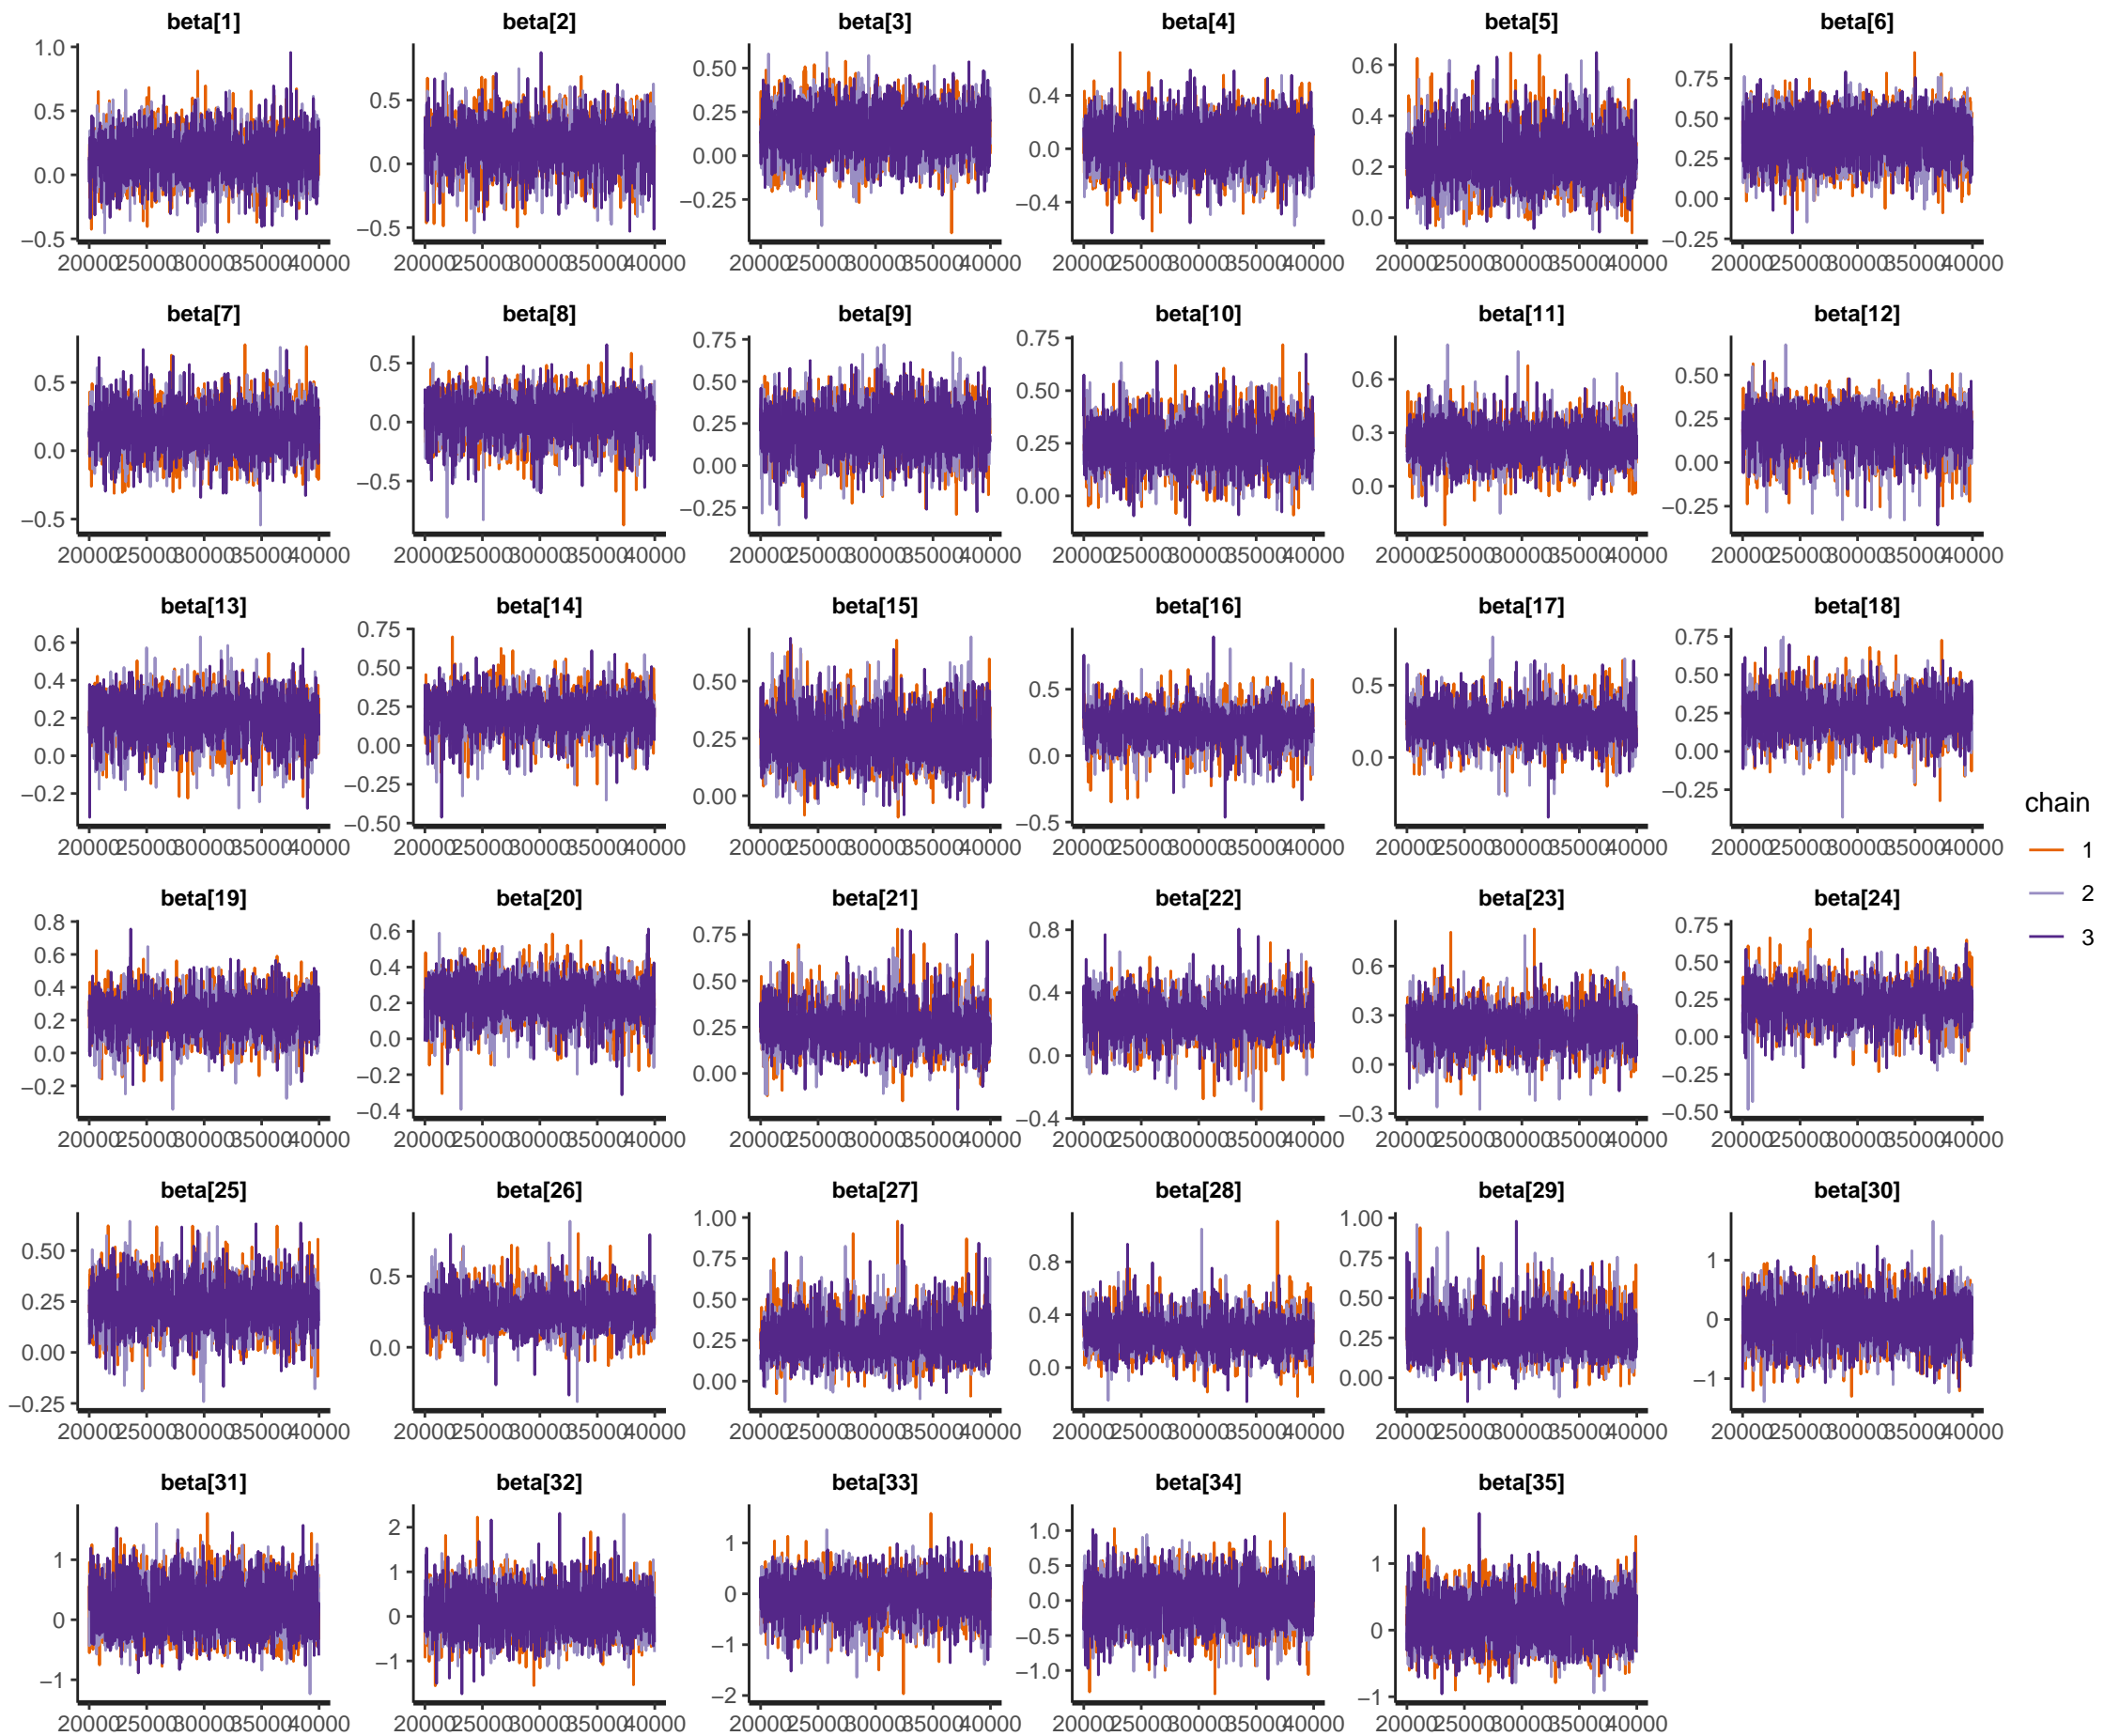 beta[1] beta[2] beta[3] beta[4] beta[5] beta[6]
1.0 0.5 0.0 −0.5
0.5 0.0 −0.5
0.50 0.25 0.00 −0.25
0.4 0.0 −0.4
0.6 0.4 0.2 0.0
0.75 0.50 0.25 0.00 −0.25
20000 25000 30000 35000 40000 20000 25000 30000 35000 40000 20000 25000 30000 35000 40000 20000 25000 30000 35000 40000 20000 25000 30000 35000 40000 20000 25000 30000 35000 40000
beta[7] beta[8] beta[9] beta[10] beta[11] beta[12]
0.5 0.0 −0.5
0.5 0.0 −0.5
0.75 0.50 0.25 0.00 −0.25
0.75 0.50 0.25 0.00
0.6 0.3 0.0
0.50 0.25 0.00 −0.25
20000 25000 30000 35000 40000 20000 25000 30000 35000 40000 20000 25000 30000 35000 40000 20000 25000 30000 35000 40000 20000 25000 30000 35000 40000 20000 25000 30000 35000 40000
beta[13] beta[14] beta[15] beta[16] beta[17] beta[18]
0.6 0.4 0.2 0.0 −0.2
0.75 0.50 0.25 0.00 −0.25 −0.50
0.50 0.25 0.00
0.5 0.0 −0.5
0.5 0.0
0.75 0.50 0.25 0.00 −0.25
20000 25000 30000 35000 40000 20000 25000 30000 35000 40000 20000 25000 30000 35000 40000 20000 25000 30000 35000 40000 20000 25000 30000 35000 40000 20000 25000 30000 35000 40000
chain
1
2
3
beta[19] beta[20] beta[21] beta[22] beta[23] beta[24]
0.8 0.6 0.4 0.2 0.0 −0.2
0.6 0.4 0.2 0.0 −0.2 −0.4
0.75 0.50 0.25 0.00
0.8 0.4 0.0 −0.4
0.6 0.3 0.0 −0.3
0.75 0.50 0.25 0.00 −0.25 −0.50
20000 25000 30000 35000 40000 20000 25000 30000 35000 40000 20000 25000 30000 35000 40000 20000 25000 30000 35000 40000 20000 25000 30000 35000 40000 20000 25000 30000 35000 40000
beta[25] beta[26] beta[27] beta[28] beta[29] beta[30]
0.50 0.25 0.00 −0.25
0.5 0.0
1.00 0.75 0.50 0.25 0.00
0.8 0.4 0.0
1.00 0.75 0.50 0.25 0.00
1 0 −1
20000 25000 30000 35000 40000 20000 25000 30000 35000 40000 20000 25000 30000 35000 40000 20000 25000 30000 35000 40000 20000 25000 30000 35000 40000 20000 25000 30000 35000 40000
beta[31] beta[32] beta[33] beta[34] beta[35]
1 0 −1
2 1 0 −1
1 0 −1 −2
1.0 0.5 0.0 −0.5 −1.0
1 0 −1
20000 25000 30000 35000 40000 20000 25000 30000 35000 40000 20000 25000 30000 35000 40000 20000 25000 30000 35000 40000 20000 25000 30000 35000 40000